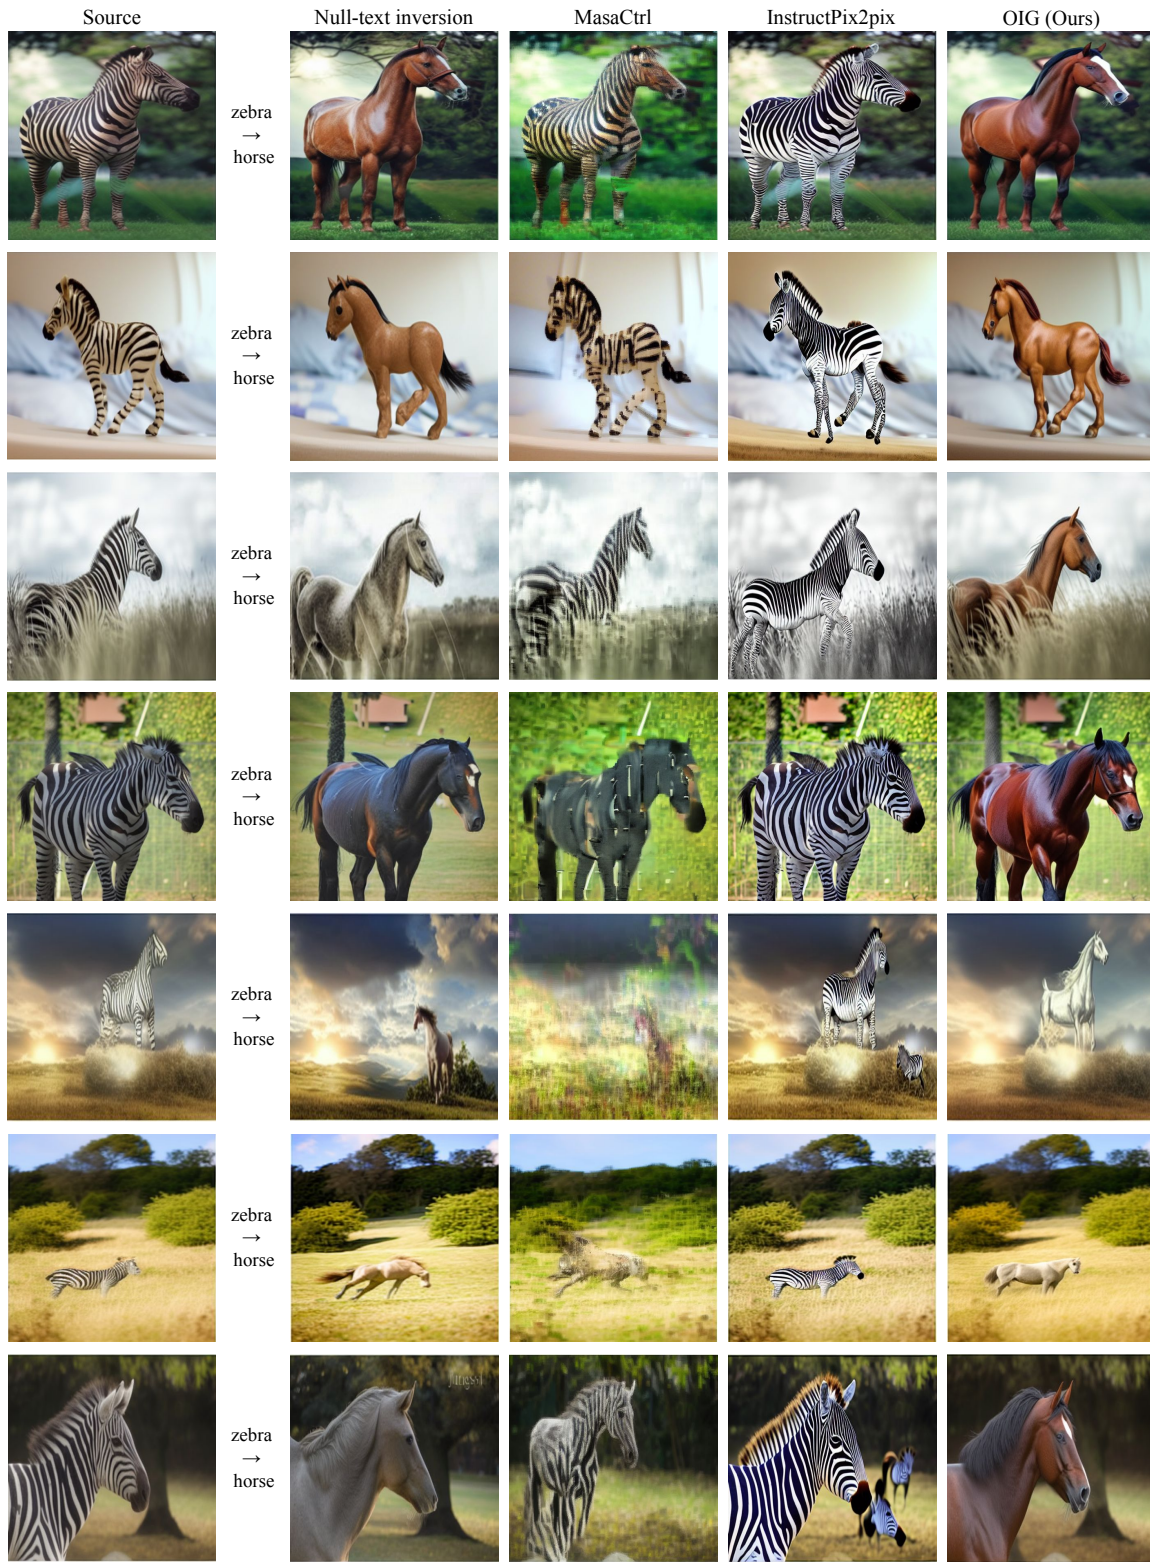 Source Null-text inversion MasaCtrl InstructPix2pix OIG (Ours)
zebra
→
horse
zebra
→
horse
zebra
→
horse
zebra
→
horse
zebra
→
horse
zebra
→
horse
zebra
→
horse